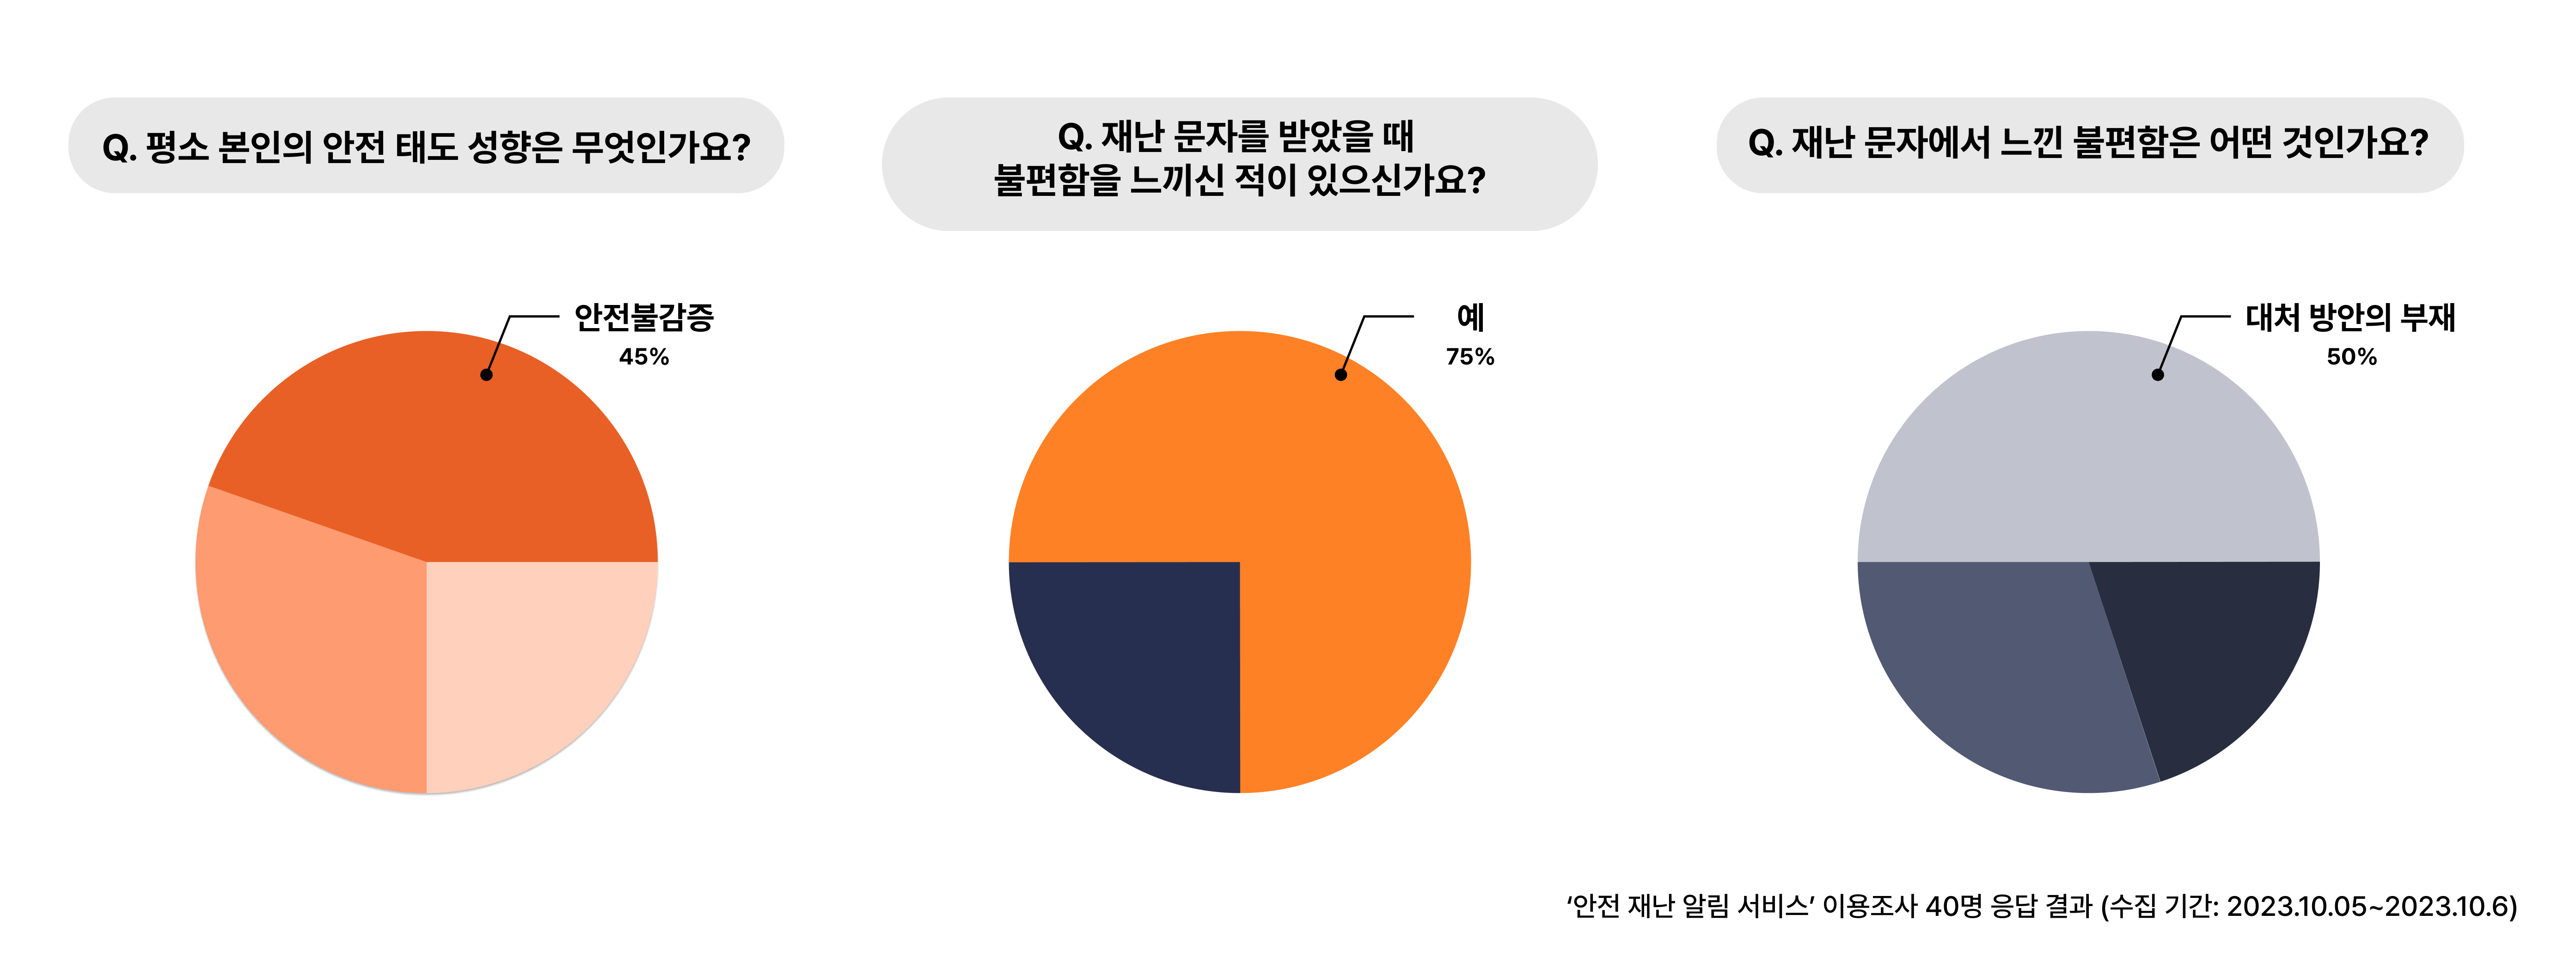 Q. 평소 본인의 안전 태도 성향은 무엇인가요?
안전불감증
45%
Q. 재난 문자를 받았을 때
불편함을 느끼신 적이 있으신가요?
예
75%
Q. 재난 문자에서 느낀 불편함은 어떤 것인가요?
대처 방안의 부재
50%
‘안전 재난 알림 서비스’ 이용조사 40명 응답 결과 (수집 기간: 2023.10.05~2023.10.6)